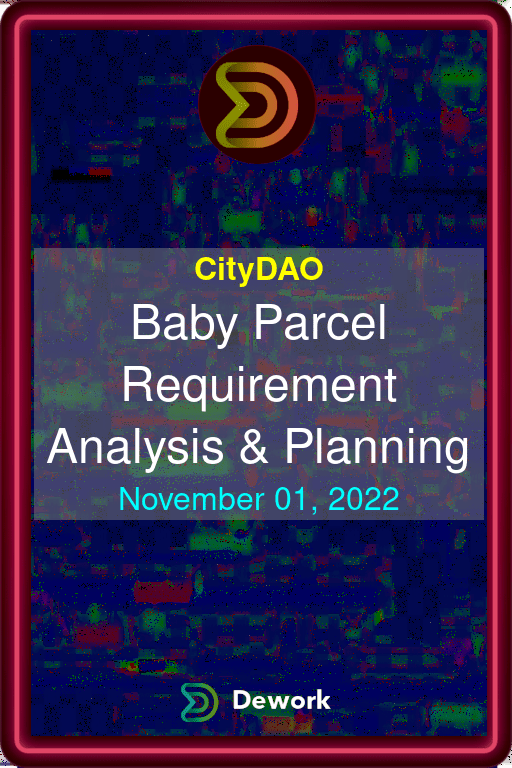 CityDAO
Baby Parcel
Requirement
Analysis & Planning
November 01, 2022
Dework